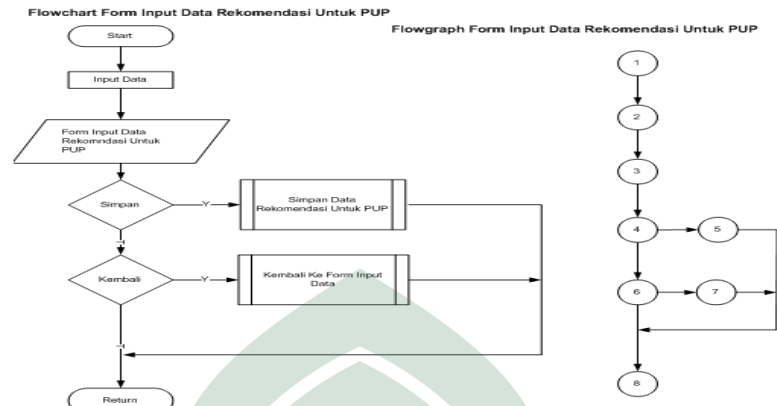 Flowchart Form Input Data Rekomendasi Untuk PUP
Start
Input Data
Form Input Data
Rekomndasi Untuk
PUP
Simpan
Y
Simpan Data
Rekomendasi Untuk PUP
T
Kembali
Y
Kembali Ke Form Input
Data
T
Return
Flowgraph Form Input Data Rekomendasi Untuk PUP
1
2
3
4
5
6
7
8